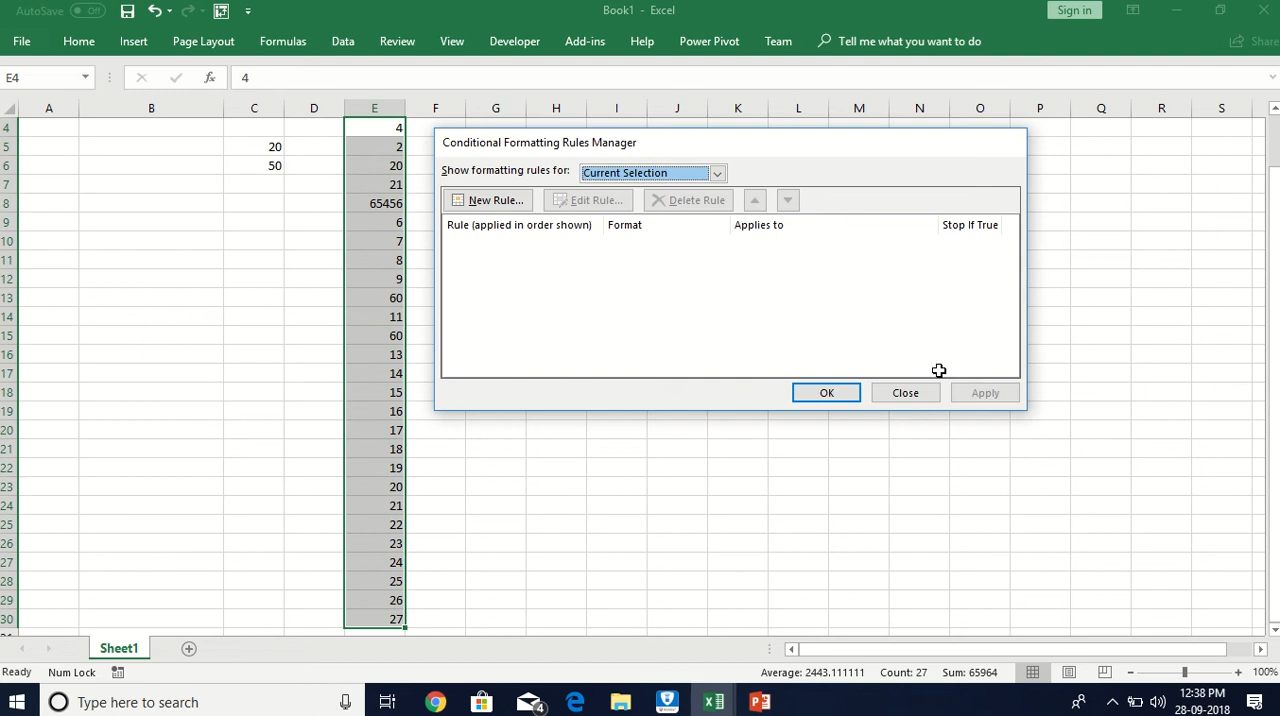 AutoSave Off Book1 - Excel Sign in
File Home Insert Page Layout Formulas Data Review View Developer Add-ins Help Power Pivot Team Tell me what you want to do Share
E4 fx 4
A B C D E F G H I J K L M N O P Q R S
4 4
5 20 2
6 50 20
7 21
8 65456
9 6
10 7
11 8
12 9
13 60
14 11
15 60
16 13
17 14
18 15
19 16
20 17
21 18
22 19
23 20
24 21
25 22
26 23
27 24
28 25
29 26
30 27
Conditional Formatting Rules Manager
Show formatting rules for: Current Selection
New Rule... Edit Rule... Delete Rule
Rule (applied in order shown) Format Applies to Stop If True
OK Close Apply
Sheet1
Ready Num Lock Average: 2443.111111 Count: 27 Sum: 65964 100%
Type here to search 4 12:38 PM
28-09-2018